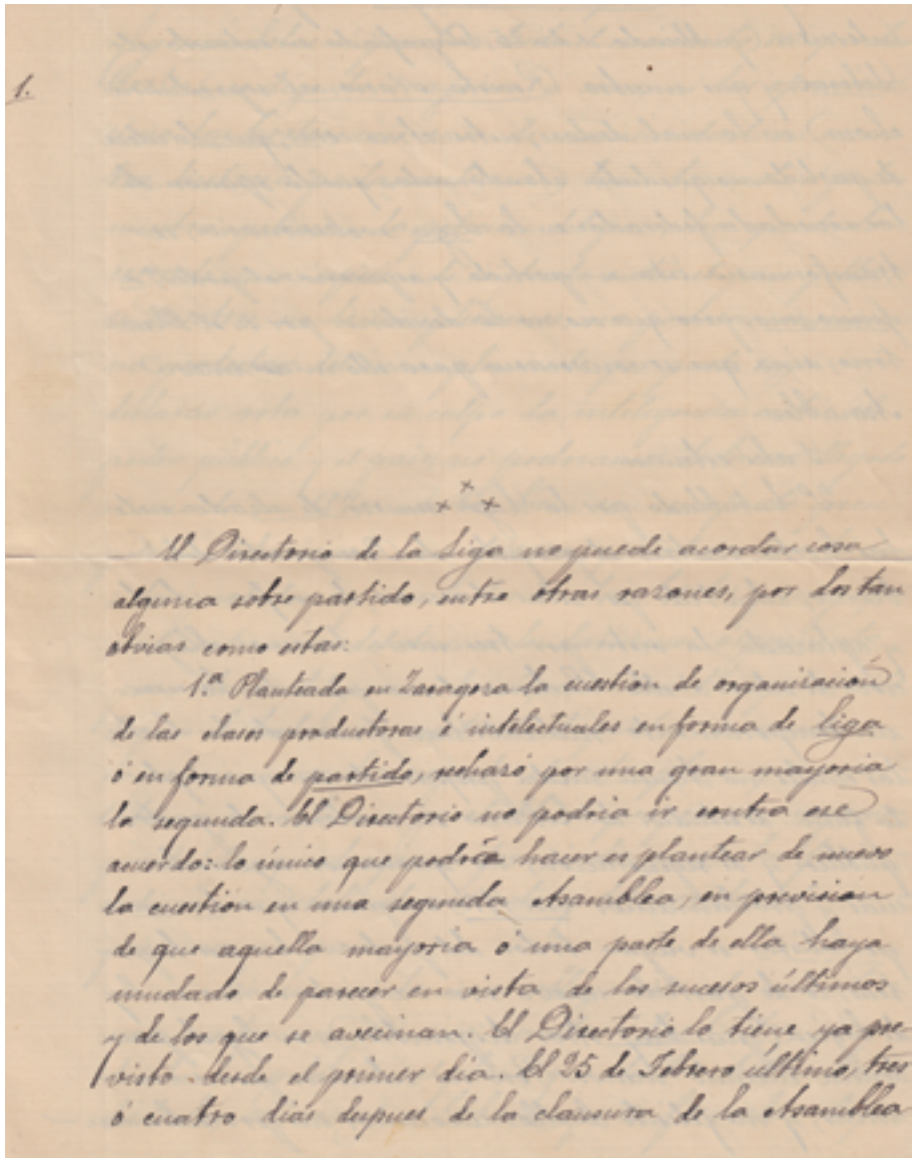 1.
El Directorio de la Liga no puede acordar cosa
alguna sobre partido, entre otras razones, por dos tan
obvias como estas:
1.ª Planteada en Zaragoza la cuestion de organización
de las clases productoras é intelectuales en forma de liga
ó en forma de partido, rechazó por una gran mayoria
lo segundo. El Directorio no podria ir contra ese
acuerdo: lo único que podría hacer es plantear de nuevo
la cuestion en una segunda Asamblea, en prevision
de que aquella mayoria ó una parte de ella haya
mudado de parecer en vista de los sucesos últimos
y de los que se avecinan. El Directorio lo tiene ya pre-
visto desde el primer dia. El 25 de Febrero último, tres
ó cuatro dias despues de la clausura de la Asamblea